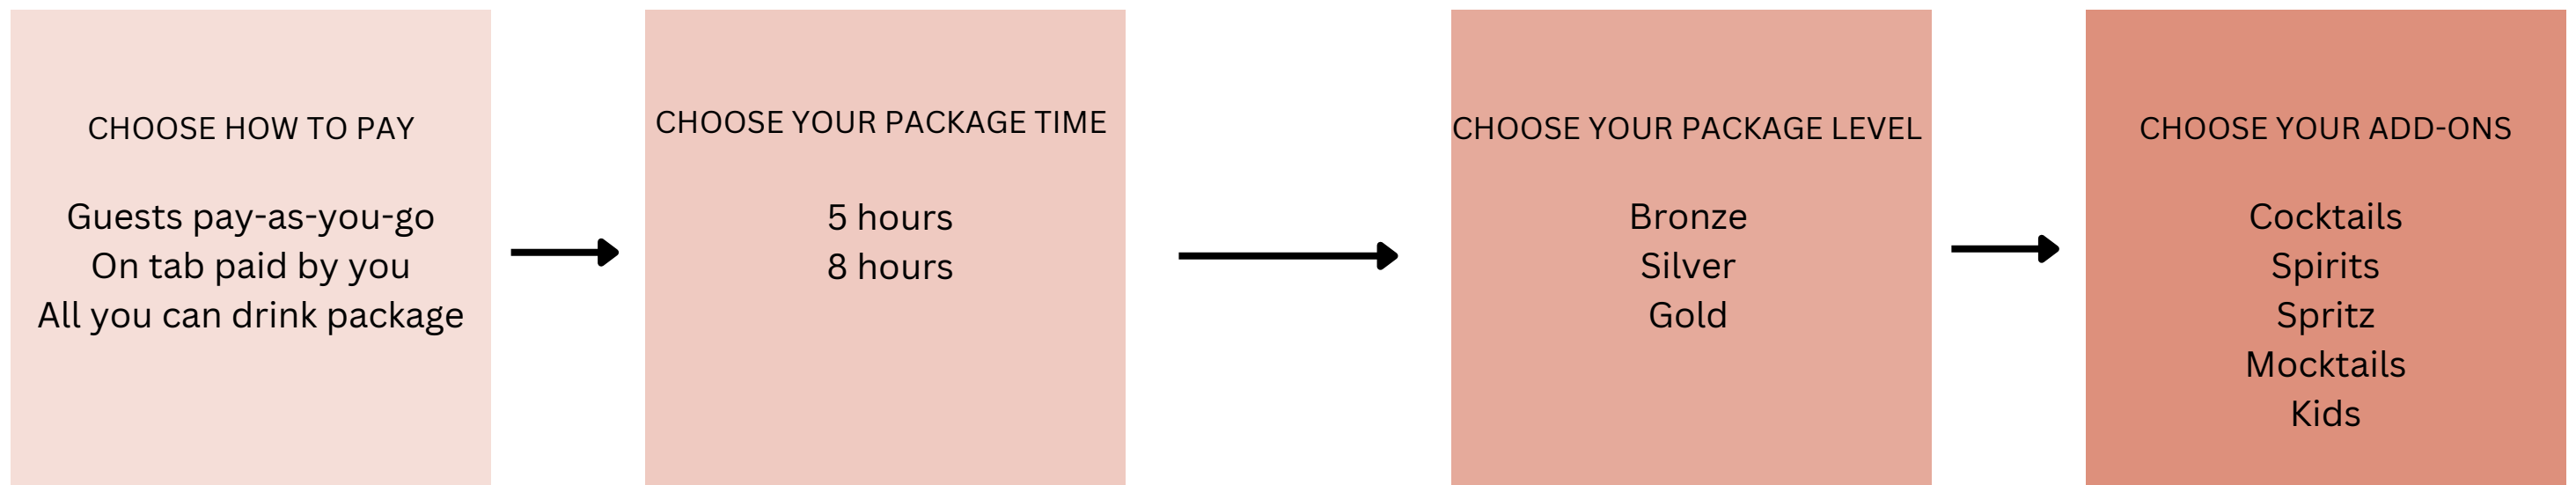 CHOOSE HOW TO PAY
Guests pay-as-you-go
On tab paid by you
All you can drink package
CHOOSE YOUR PACKAGE TIME
5 hours
8 hours
CHOOSE YOUR PACKAGE LEVEL
Bronze
Silver
Gold
CHOOSE YOUR ADD-ONS
Cocktails
Spirits
Spritz
Mocktails
Kids